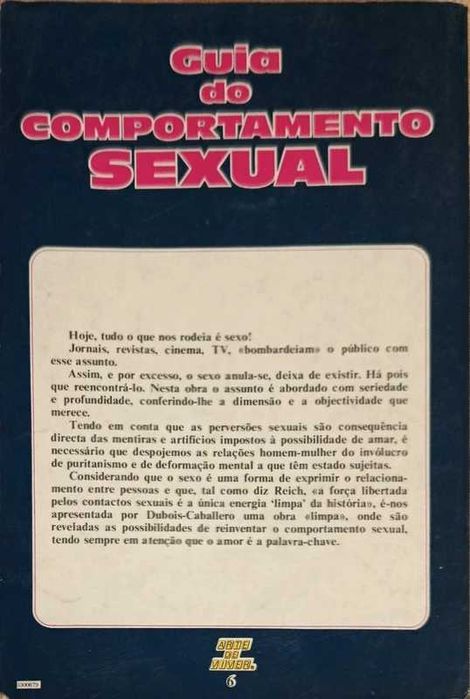 Guia
do
COMPORTAMENTO
SEXUAL
Hoje, tudo o que nos rodeia é sexo!
Jornais, revistas, cinema, TV, «bombardeiam» o público com
esse assunto.
Assim, e por excesso, o sexo anula-se, deixa de existir. Há pois
que reencontrá-lo. Nesta obra o assunto é abordado com seriedade
e profundidade, conferindo-lhe a dimensão e a objectividade que
merece.
Tendo em conta que as perversões sexuais são consequência
directa das mentiras e artifícios impostos à possibilidade de amar, é
necessário que despojemos as relações homem-mulher do invólucro
de puritanismo e de deformação mental a que têm estado sujeitas.
Considerando que o sexo é uma forma de exprimir o relaciona-
mento entre pessoas e que, tal como diz Reich, «a força libertada
pelos contactos sexuais é a única energia 'limpa' da história», é-nos
apresentada por Dubois-Caballero uma obra «limpa», onde são
reveladas as possibilidades de reinventar o comportamento sexual,
tendo sempre em atenção que o amor é a palavra-chave.
ARTE
DE
VIVER.
6